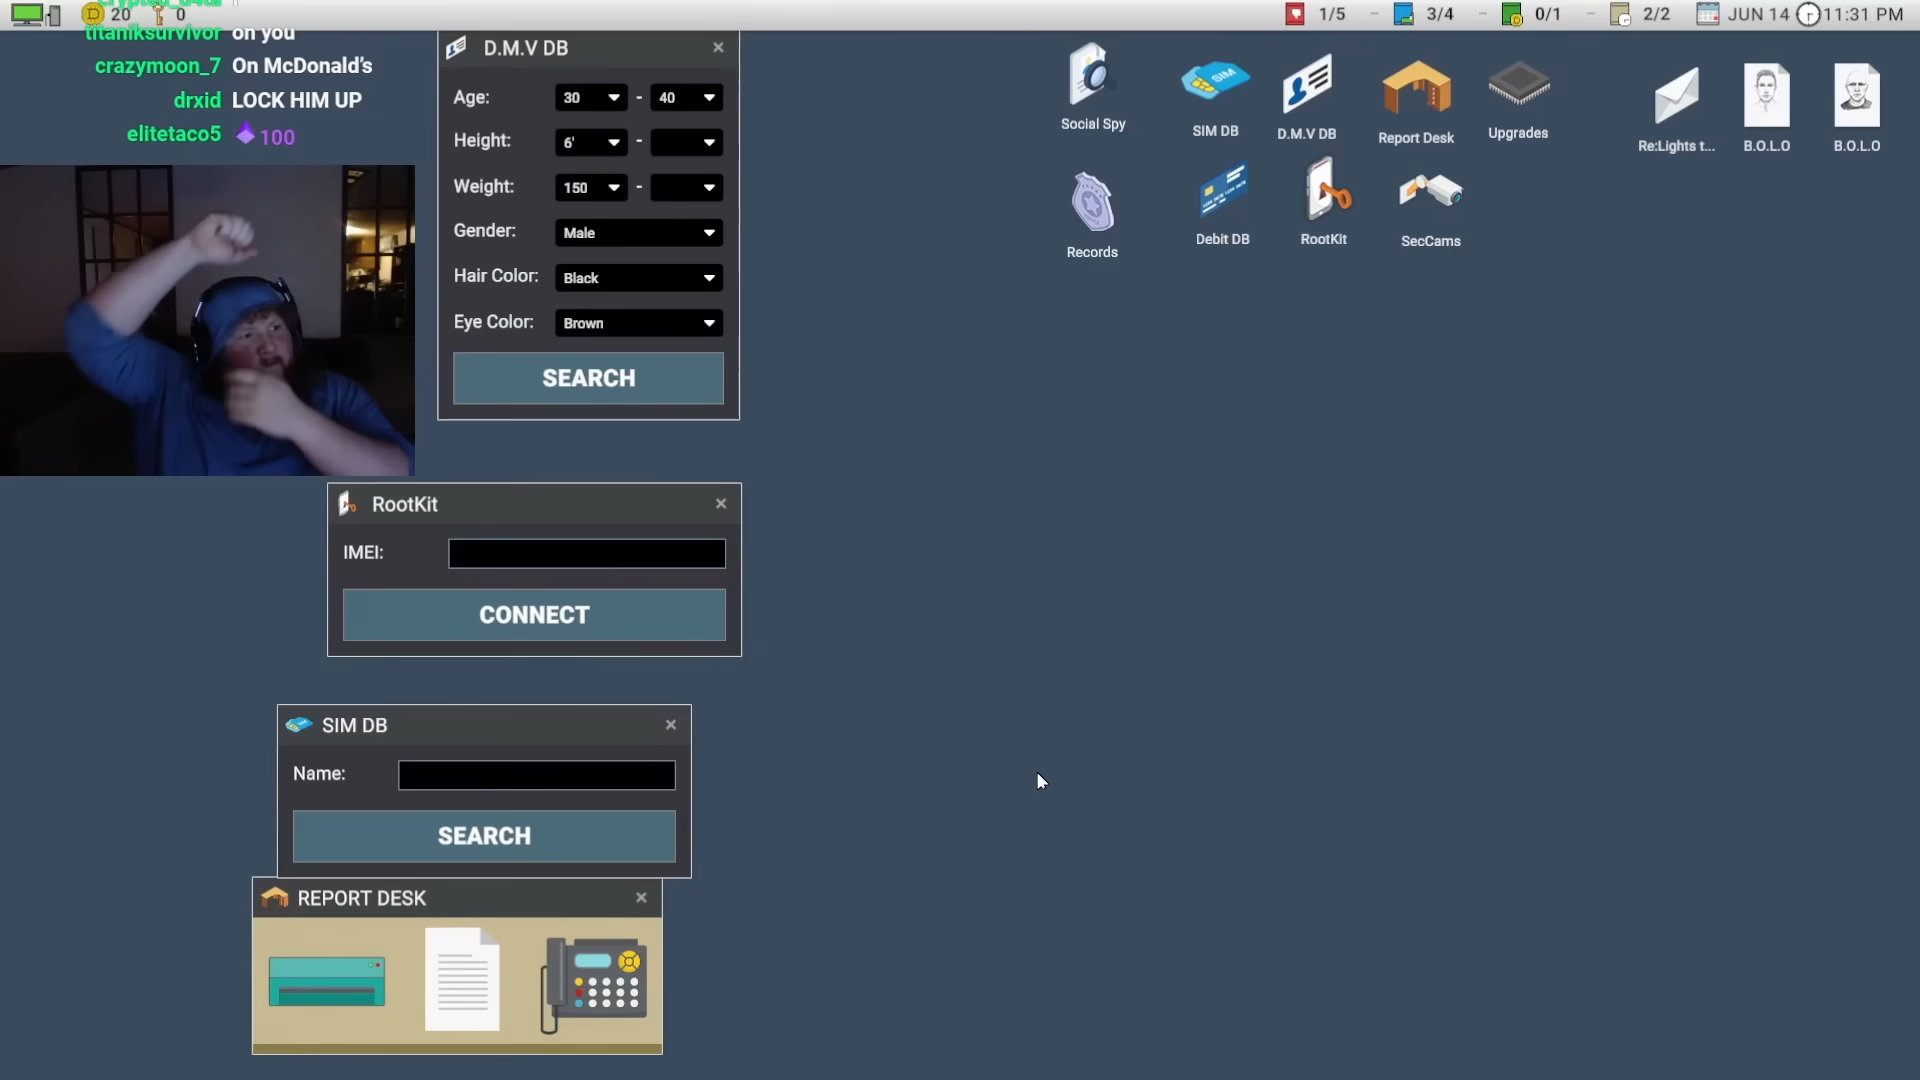 20
0
1/5
3/4
0/1
2/2
JUN 14
11:31 PM
titaniksurvivor on you
crazymoon_7 On McDonald's
drxid LOCK HIM UP
elitetaco5 100
D.M.V DB
Age: 30 - 40
Height: 6' -
Weight: 150 -
Gender: Male
Hair Color: Black
Eye Color: Brown
SEARCH
RootKit
IMEI:
CONNECT
SIM DB
Name:
SEARCH
REPORT DESK
Social Spy
SIM
SIM DB
D.M.V DB
Report Desk
Upgrades
Re:Lights t...
B.O.L.O
B.O.L.O
Records
Debit DB
RootKit
SecCams